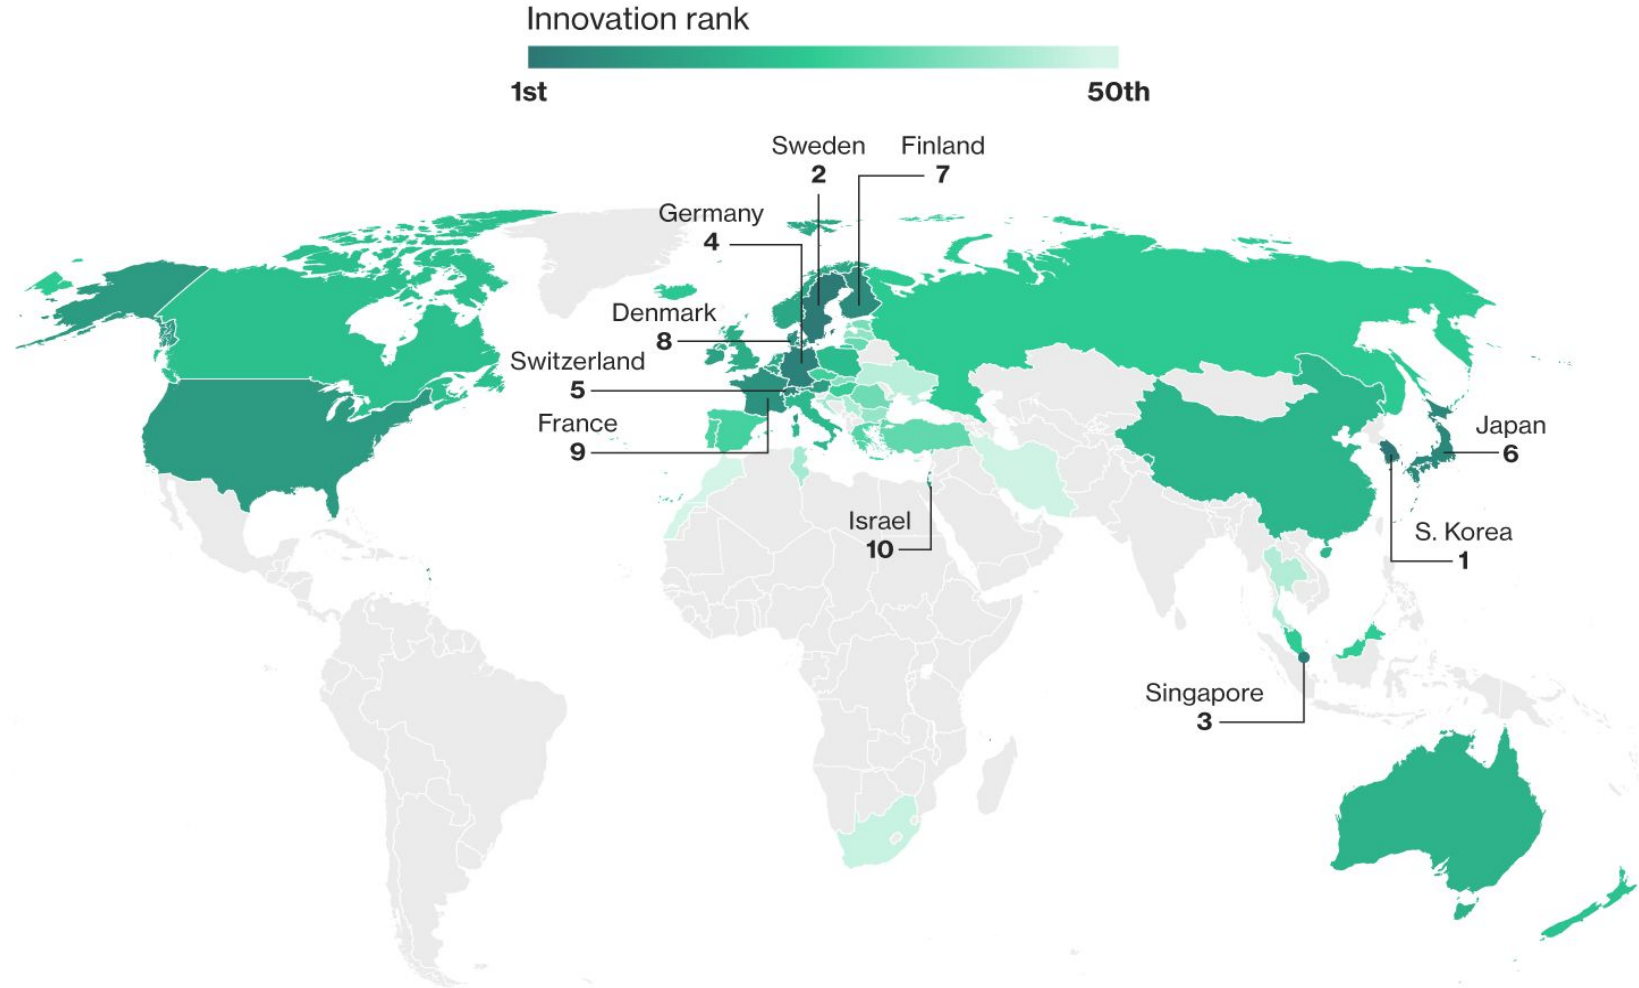 Innovation rank
1st
50th
Sweden
2
Finland
7
Germany
4
Denmark
8
Switzerland
5
France
9
Japan
6
Israel
10
S. Korea
1
Singapore
3